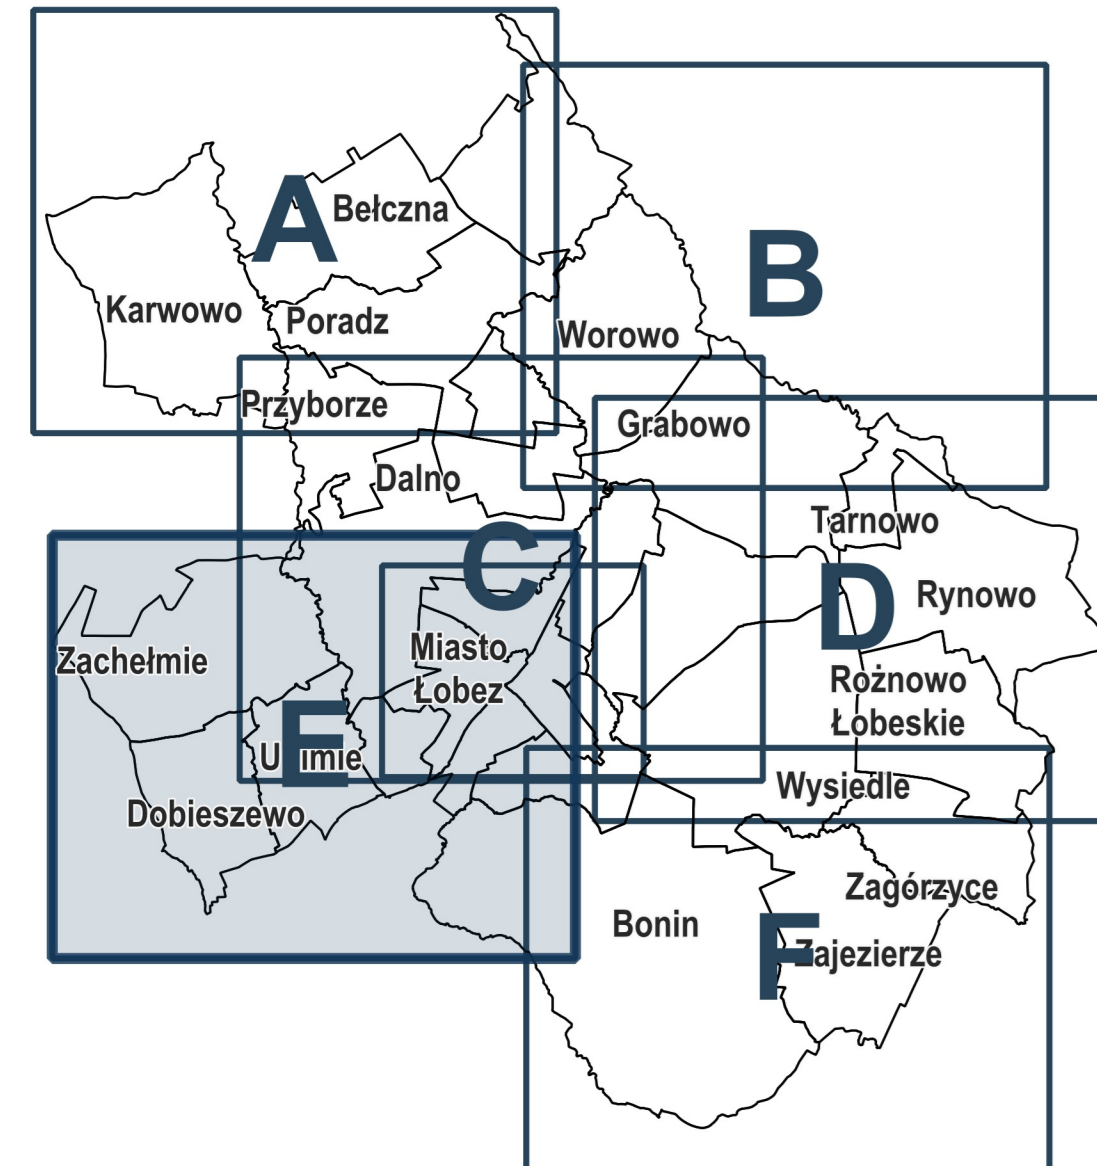 A
Bełczna
B
Karwowo
Poradz
Worowo
Przyborze
Grabowo
Dalno
Tarnowo
C
D
Rynowo
Miasto
Łobez
Zachełmie
Rożnowo
Łobeskie
E
Wysiedle
Dobieszewo
Zagórzyce
Bonin
F
Zajezierze